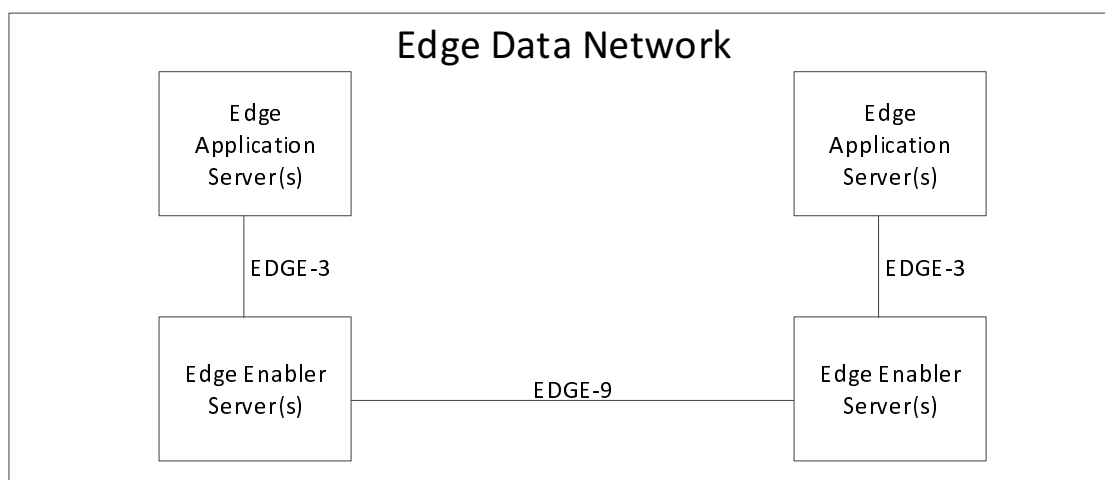 Edge Data Network
Edge
Application
Server(s)
Edge
Application
Server(s)
EDGE-3
EDGE-3
Edge Enabler
Server(s)
EDGE-9
Edge Enabler
Server(s)